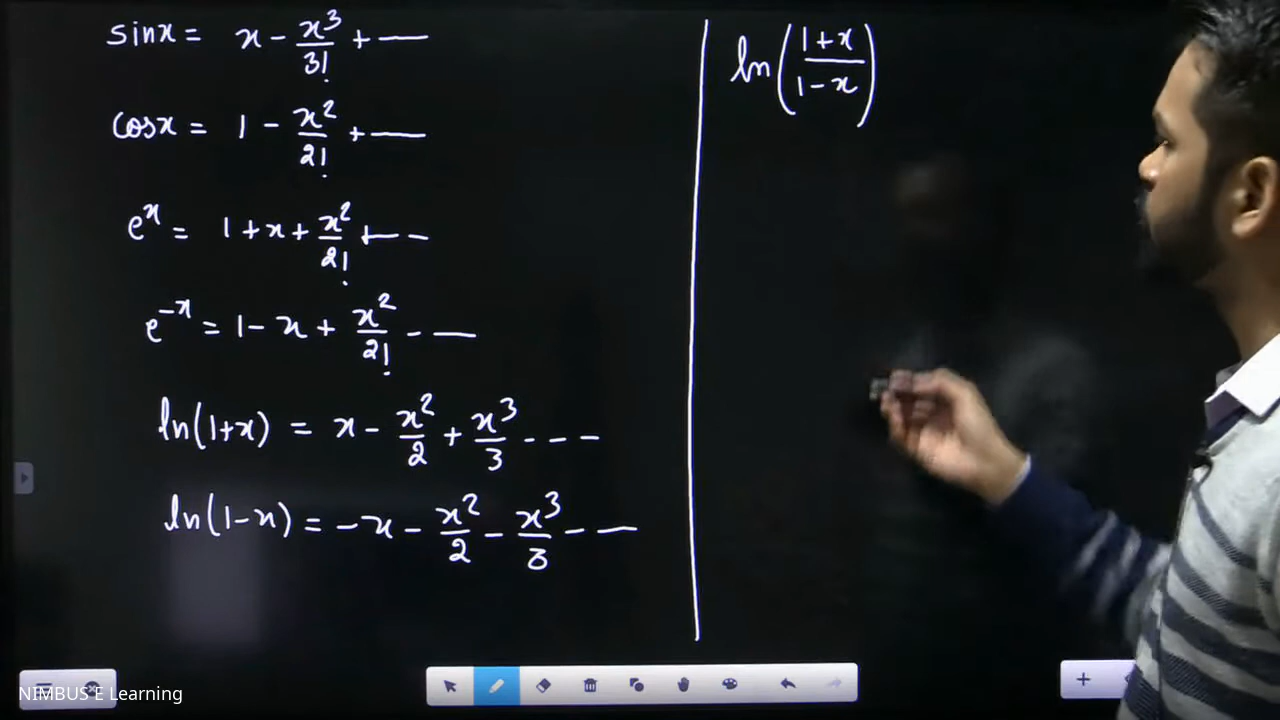 sinx = x - x³/3! + ——
cosx = 1 - x²/2! + ——
eˣ = 1 + x + x²/2! + — –
e⁻ˣ = 1 - x + x²/2! - ——
ln(1+x) = x - x²/2 + x³/3 - - - –
ln(1-x) = -x - x²/2 - x³/3 - - ——
ln((1+x)/(1-x))
NIMBUS E Learning